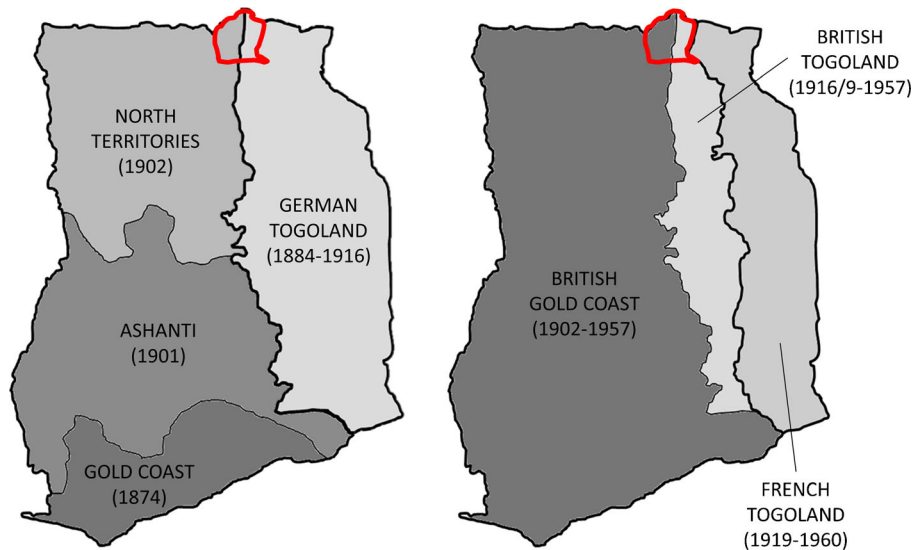 NORTH
TERRITORIES
(1902)
GERMAN
TOGOLAND
(1884-1916)
ASHANTI
(1901)
GOLD COAST
(1874)
BRITISH
TOGOLAND
(1916/9-1957)
BRITISH
GOLD COAST
(1902-1957)
FRENCH
TOGOLAND
(1919-1960)